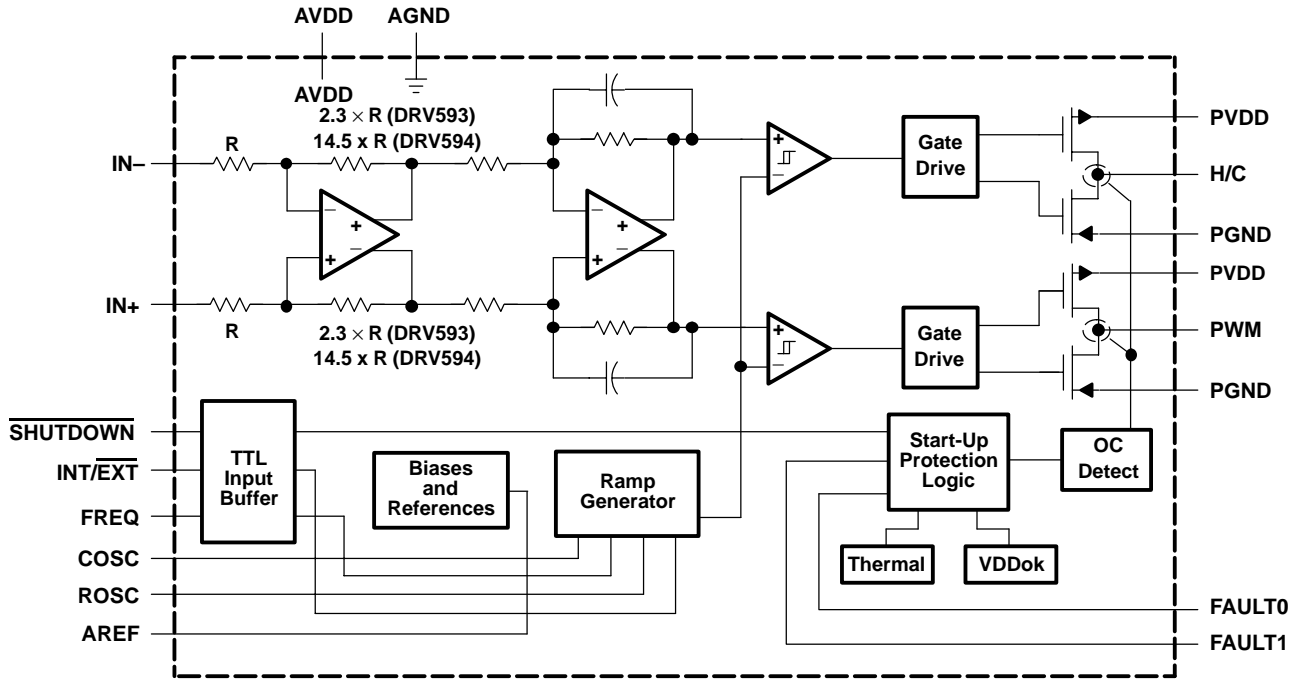 AVDD AGND
AVDD
2.3 × R (DRV593)
14.5 x R (DRV594)
R
IN–
IN+
R
2.3 × R (DRV593)
14.5 x R (DRV594)
– + – +
– + – +
+ –
+ –
Gate
Drive
Gate
Drive
PVDD
H/C
PGND
PVDD
PWM
PGND
SHUTDOWN
INT/EXT
FREQ
COSC
ROSC
AREF
TTL
Input
Buffer
Biases
and
References
Ramp
Generator
Start-Up
Protection
Logic
OC
Detect
Thermal
VDDok
FAULT0
FAULT1